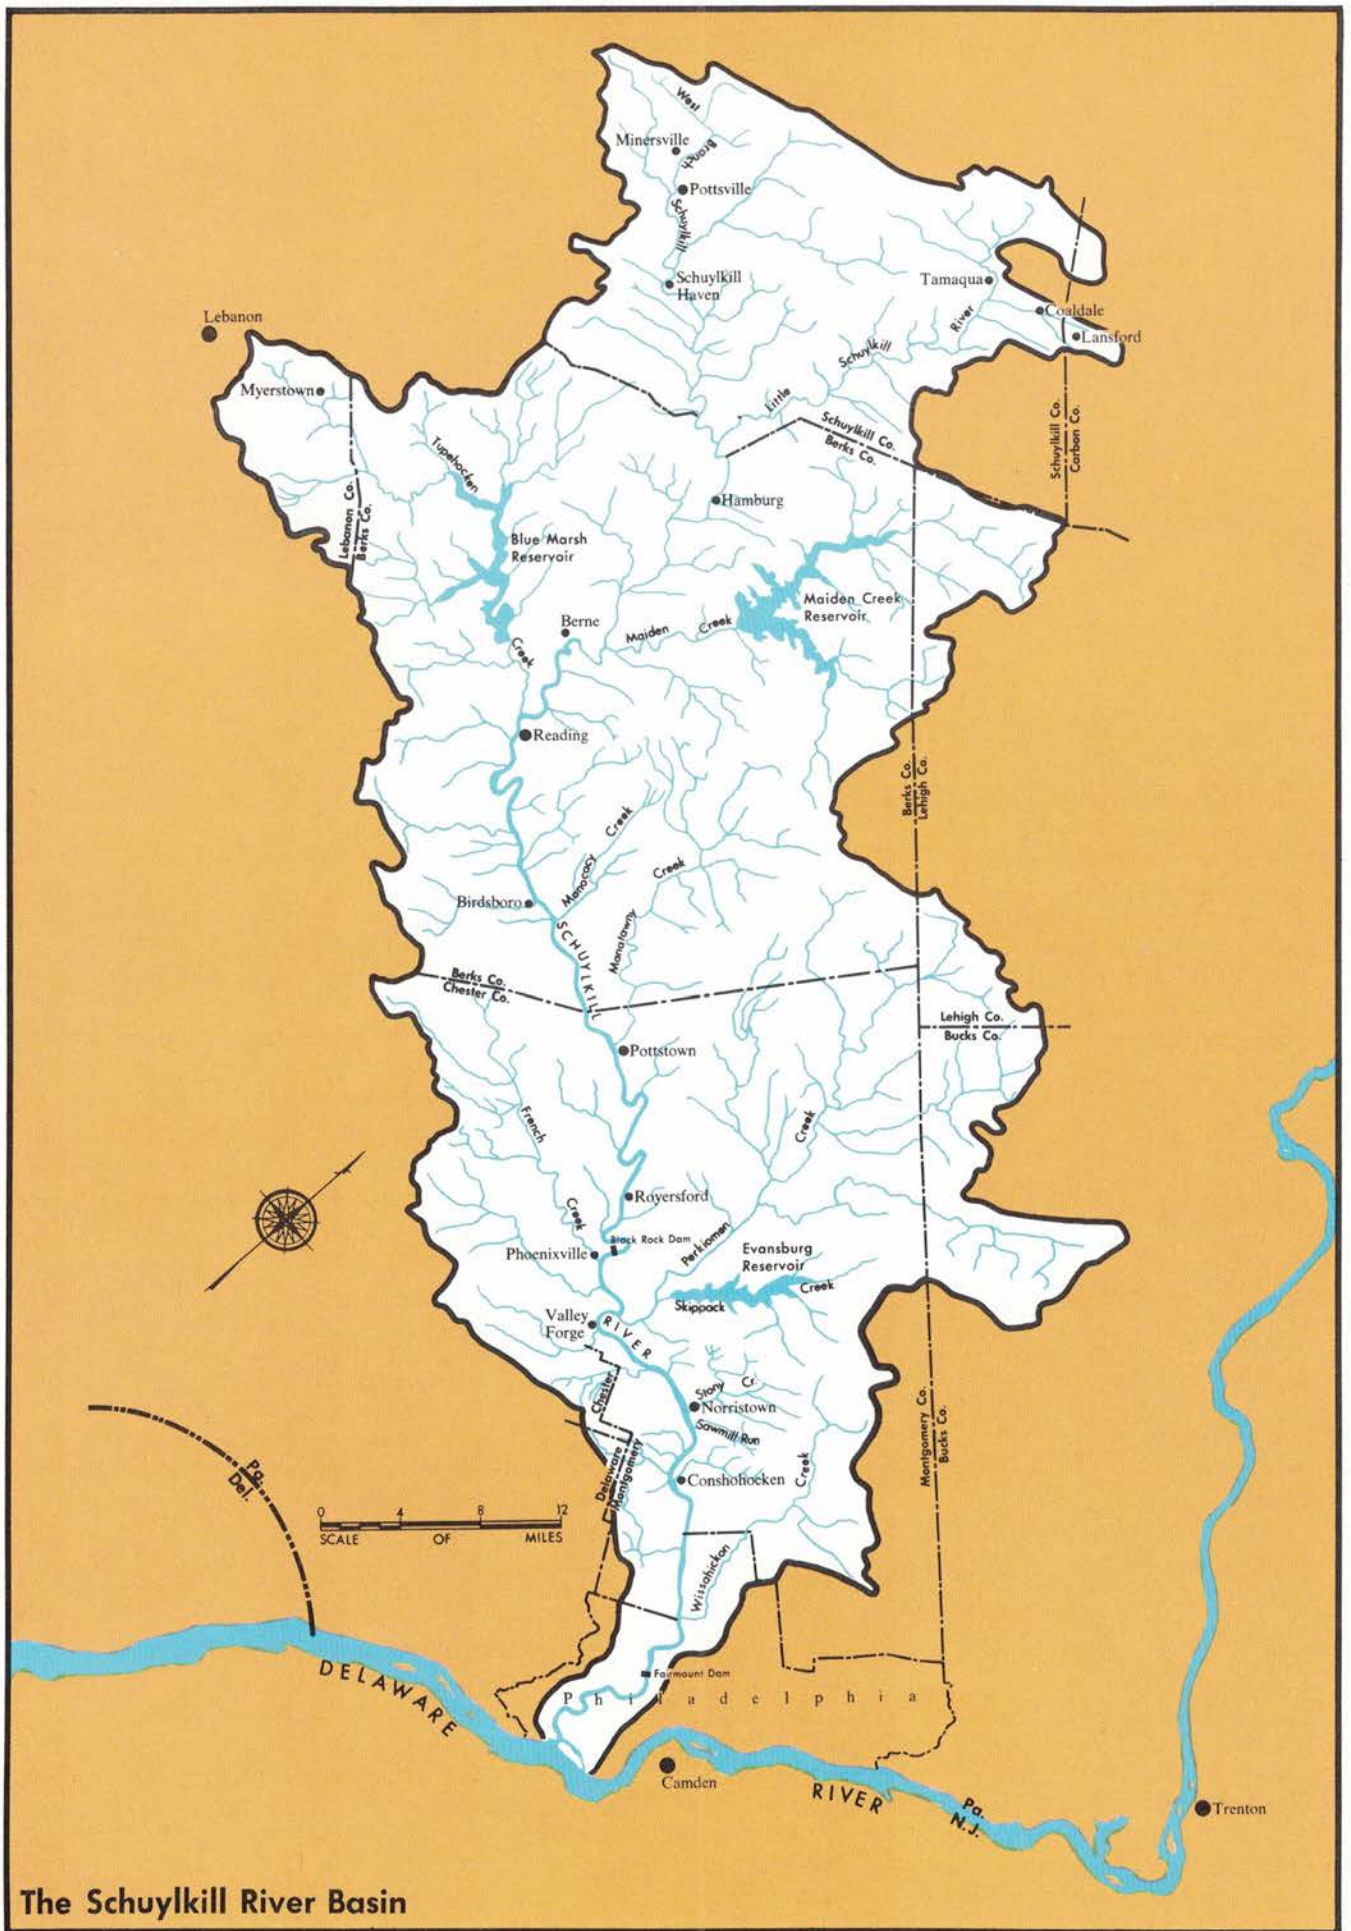 West
Branch
Minersville
Pottsville
Schuylkill
Schuylkill
Haven
Tamaqua
Coaldale
Lansford
Little
Schuylkill
River
Lebanon
Myerstown
Schuylkill Co.
Carbon Co.
Schuylkill Co.
Berks Co.
Tupehocken
Creek
Lebanon Co.
Berks Co.
Hamburg
Blue Marsh
Reservoir
Maiden Creek
Reservoir
Berne
Maiden Creek
Reading
Berks Co.
Lehigh Co.
Manocacy Creek
Birdsboro
Manatawny Creek
SCHUYLKILL
Berks Co.
Chester Co.
Lehigh Co.
Bucks Co.
Pottstown
French
Creek
Creek
Royersford
Black Rock Dam
Phoenixville
Perkiomen
Evansburg
Reservoir
Skippack
Creek
Valley
Forge
RIVER
Chester
Stony Cr.
Norristown
Sawmill Run
Delaware
Montgomery
Montgomery Co.
Bucks Co.
Conshohocken
Creek
Wissahickon
Pa.
Del.
0 4 8 12
SCALE OF MILES
Fairmount Dam
Philadelphia
DELAWARE
RIVER
Camden
Pa.
N.J.
Trenton
The Schuylkill River Basin